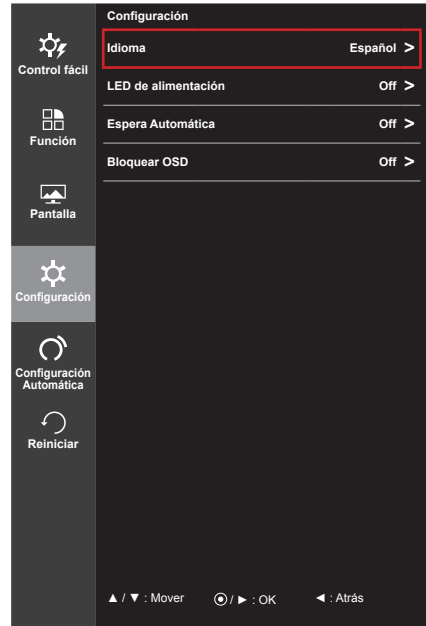 Control fácil
Función
Pantalla
Configuración
Configuración
Automática
Reiniciar
Configuración
Idioma Español >
LED de alimentación Off >
Espera Automática Off >
Bloquear OSD Off >
▲ / ▼ : Mover ◉/ ► : OK ◄ : Atrás